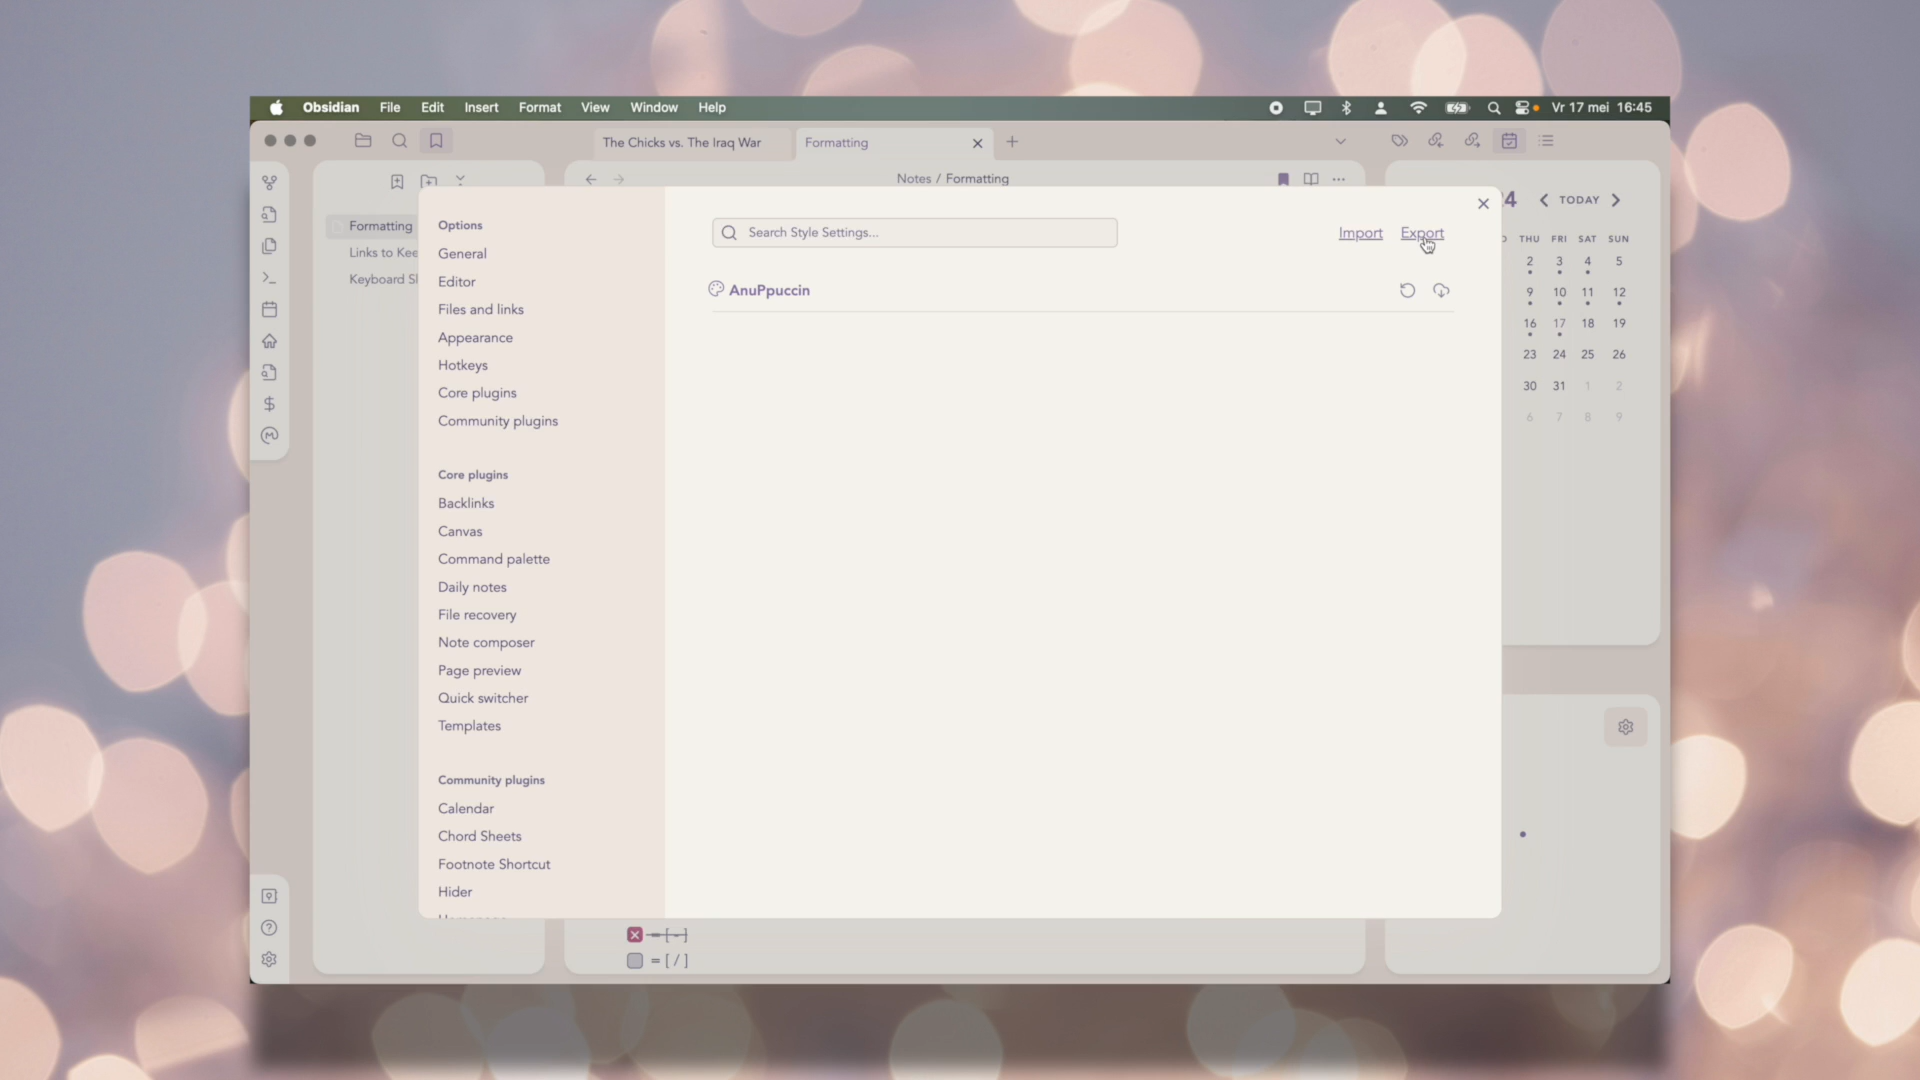 Obsidian File Edit Insert Format View Window Help
Vr 17 mei 16:45
The Chicks vs. The Iraq War
Formatting
Notes / Formatting
Formatting
Links to Kee
Keyboard
Options
General
Editor
Files and links
Appearance
Hotkeys
Core plugins
Community plugins
Core plugins
Backlinks
Canvas
Command palette
Daily notes
File recovery
Note composer
Page preview
Quick switcher
Templates
Community plugins
Calendar
Chord Sheets
Footnote Shortcut
Hider
Search Style Settings...
Import Export
AnuPpuccin
4 < TODAY >
THU FRI SAT SUN
2 3 4 5
9 10 11 12
16 17 18 19
23 24 25 26
30 31 1 2
6 7 8 9
= [ - ]
= [ / ]